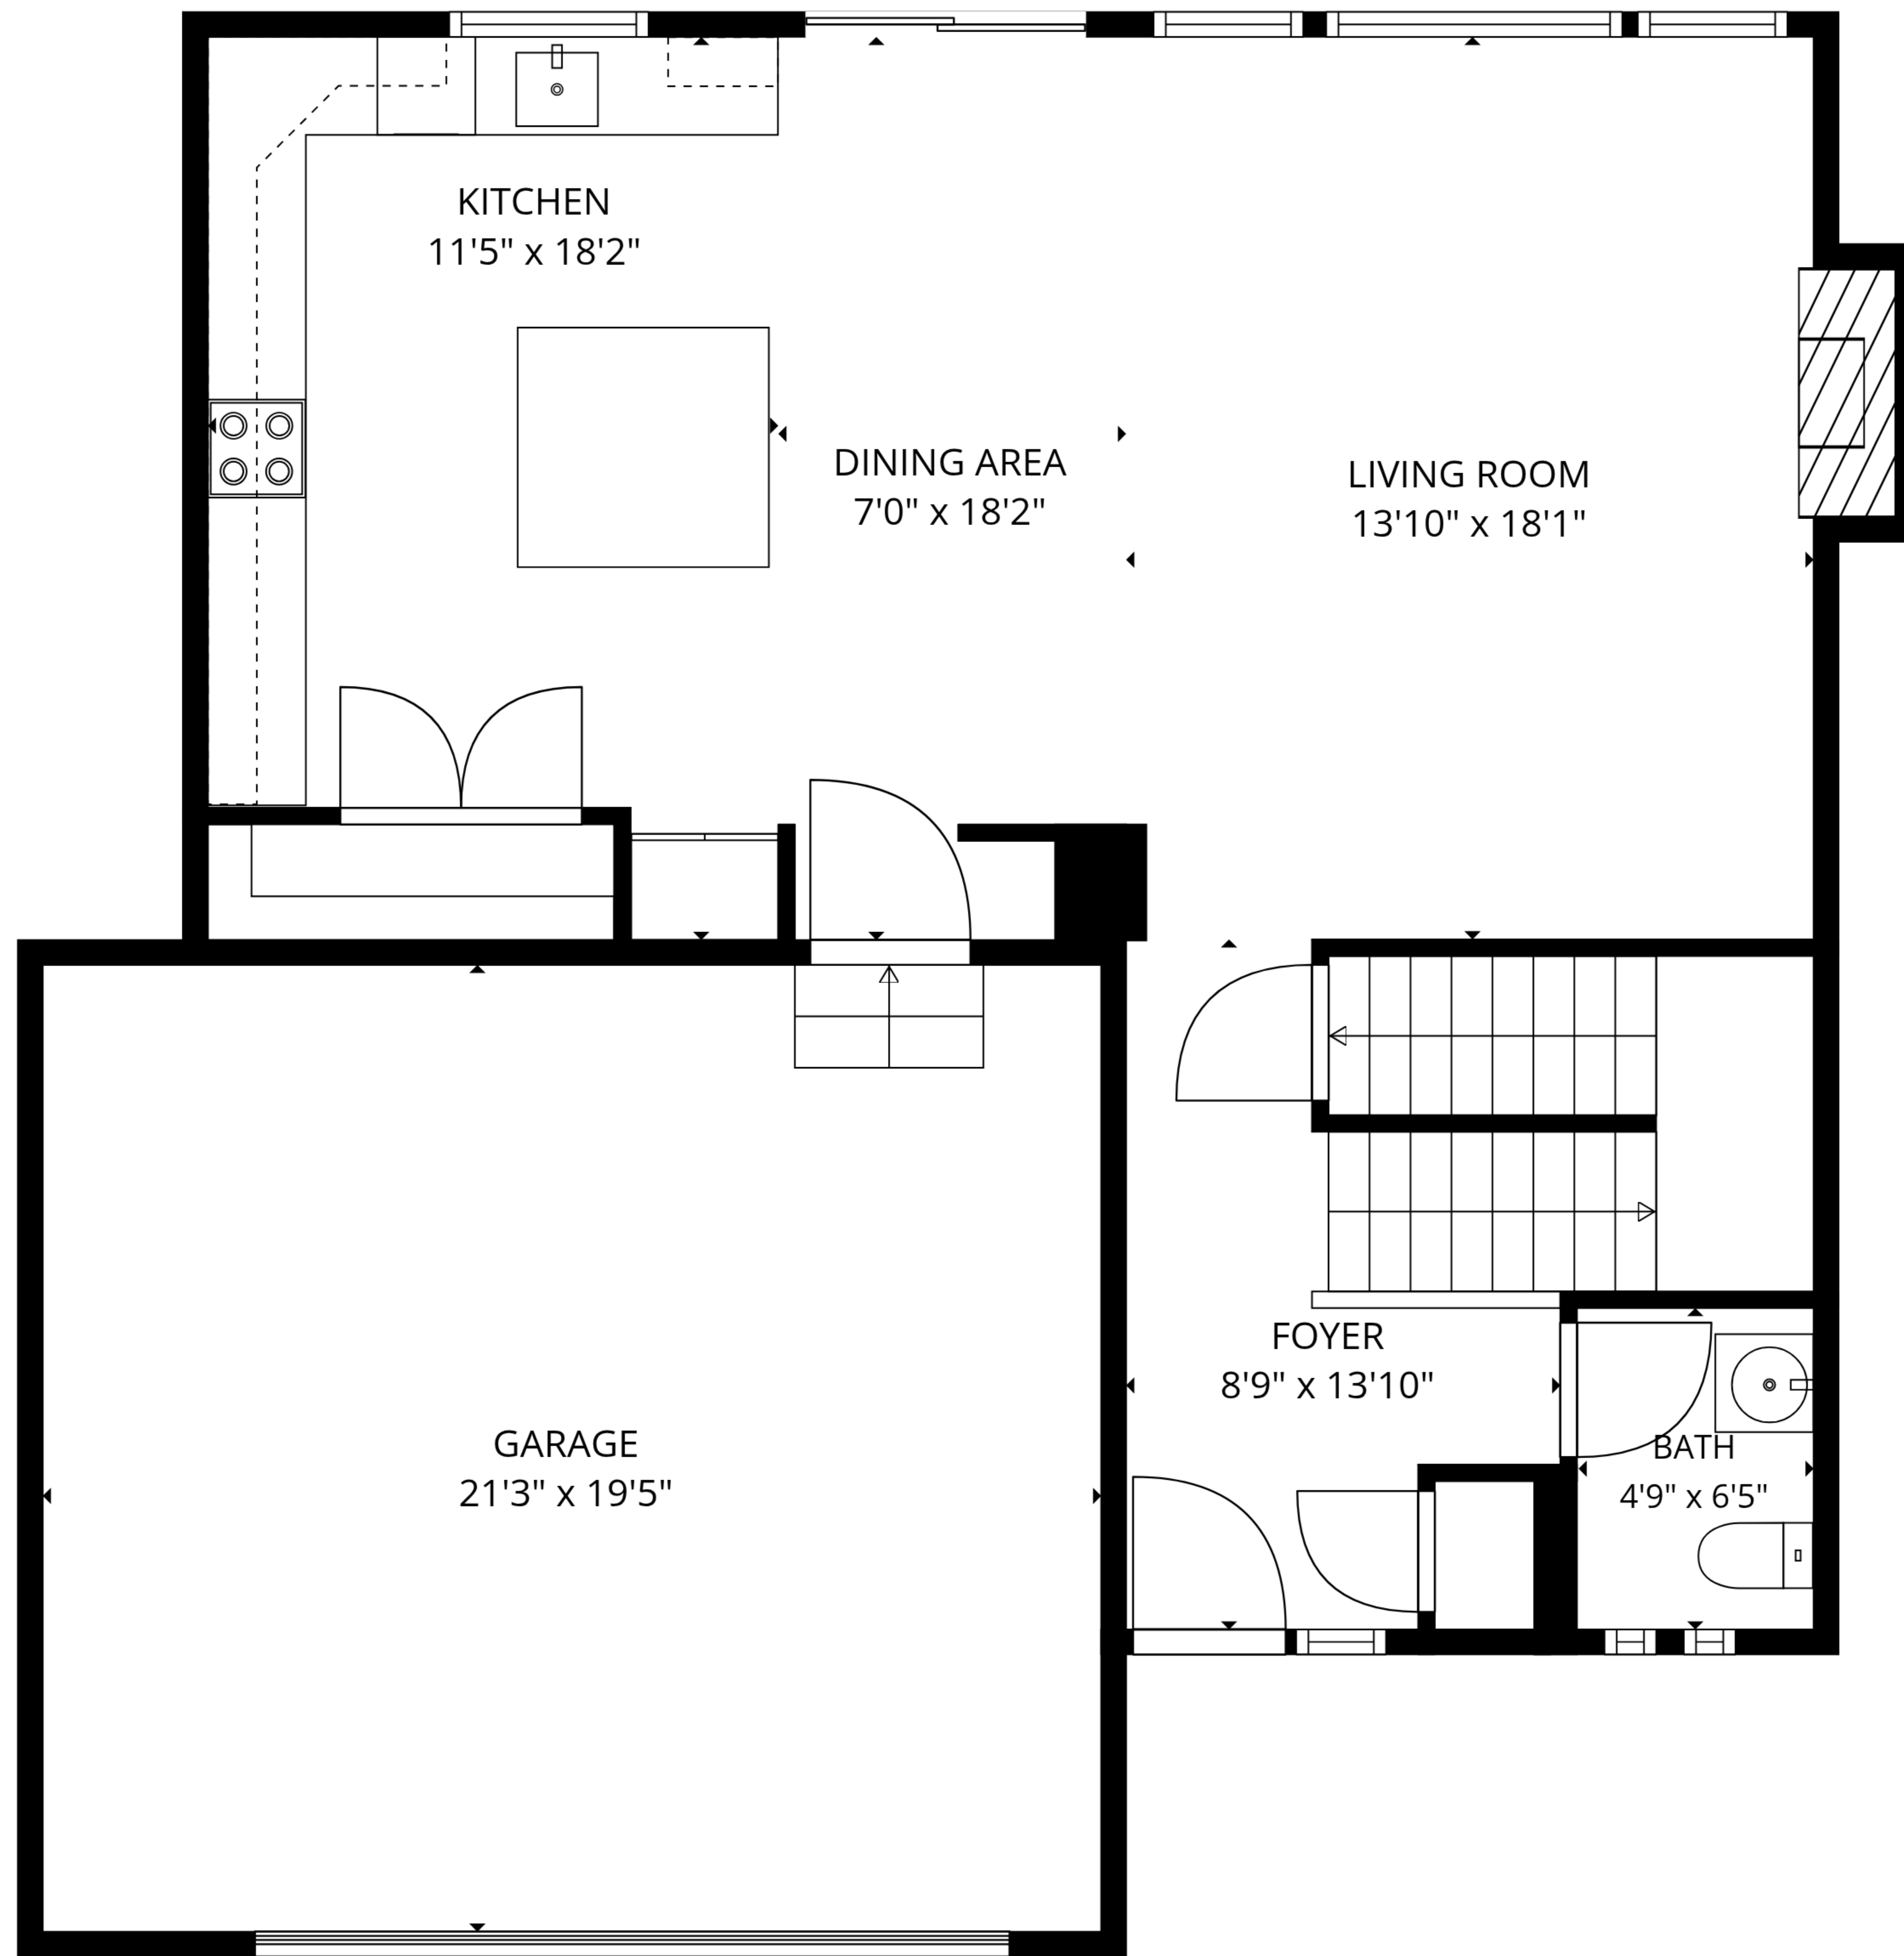 KITCHEN
11'5" x 18'2"
DINING AREA
7'0" x 18'2"
LIVING ROOM
13'10" x 18'1"
FOYER
8'9" x 13'10"
GARAGE
21'3" x 19'5"
BATH
4'9" x 6'5"